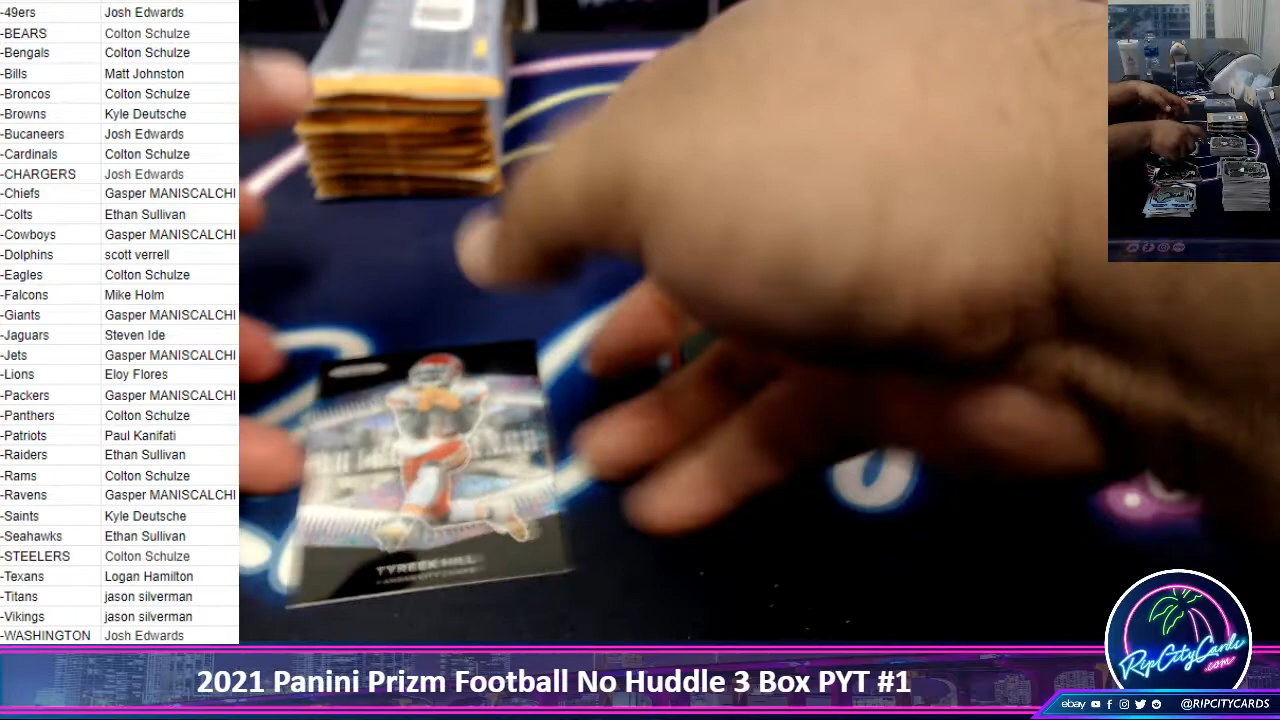 -49ers Josh Edwards
-BEARS Colton Schulze
-Bengals Colton Schulze
-Bills Matt Johnston
-Broncos Colton Schulze
-Browns Kyle Deutsche
-Bucaneers Josh Edwards
-Cardinals Colton Schulze
-CHARGERS Josh Edwards
-Chiefs Gasper MANISCALCHI
-Colts Ethan Sullivan
-Cowboys Gasper MANISCALCHI
-Dolphins scott verrell
-Eagles Colton Schulze
-Falcons Mike Holm
-Giants Gasper MANISCALCHI
-Jaguars Steven Ide
-Jets Gasper MANISCALCHI
-Lions Eloy Flores
-Packers Gasper MANISCALCHI
-Panthers Colton Schulze
-Patriots Paul Kanifati
-Raiders Ethan Sullivan
-Rams Colton Schulze
-Ravens Gasper MANISCALCHI
-Saints Kyle Deutsche
-Seahawks Ethan Sullivan
-STEELERS Colton Schulze
-Texans Logan Hamilton
-Titans jason silverman
-Vikings jason silverman
-WASHINGTON Josh Edwards
TYREEK HILL
RipCityCards
.com
2021 Panini Prizm Football No Huddle 3 Box PYT #1
ebay @RIPCITYCARDS